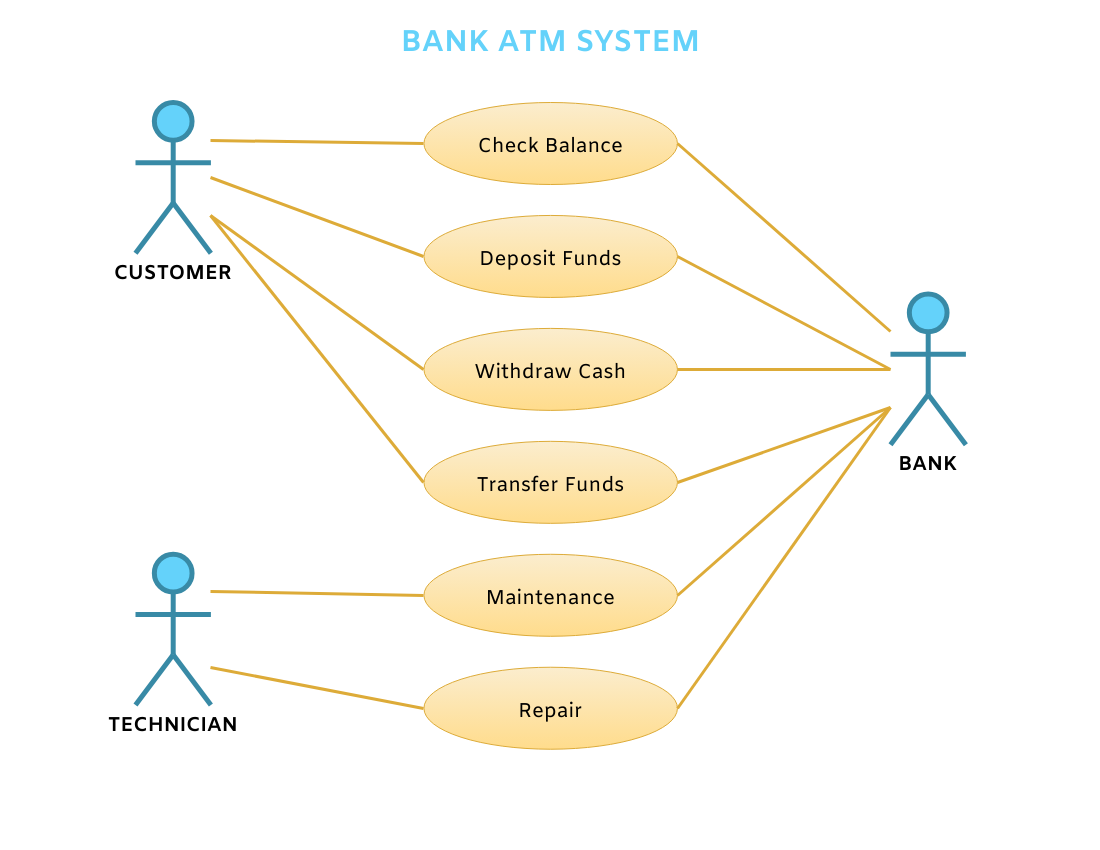 BANK ATM SYSTEM
Check Balance
Deposit Funds
CUSTOMER
Withdraw Cash
BANK
Transfer Funds
Maintenance
Repair
TECHNICIAN